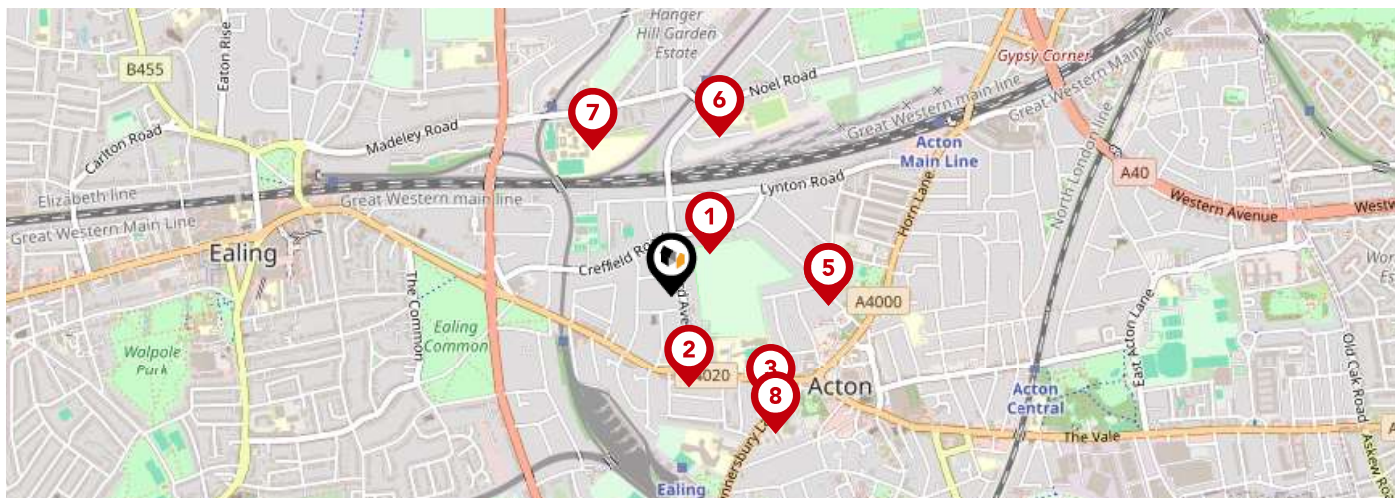 Hanger
Hill Garden
Estate
Gypsy Corner
B455
Eaton Rise
Noel Road
6
7
Madeley Road
Carlton Road
Great Western main line
Great Western Main Line
Acton
Main Line
North London line
A40
Western Avenue
Elizabeth line
Great Western main line
Lynton Road
Horn Lane
Great Western Main Line
1
Ealing
Creffield Road
5
A4000
East Acton Lane
The Common
Ealing
Common
Walpole
Park
2
3
Acton
8
Acton
Central
Old Oak Road
The Vale
Ealing